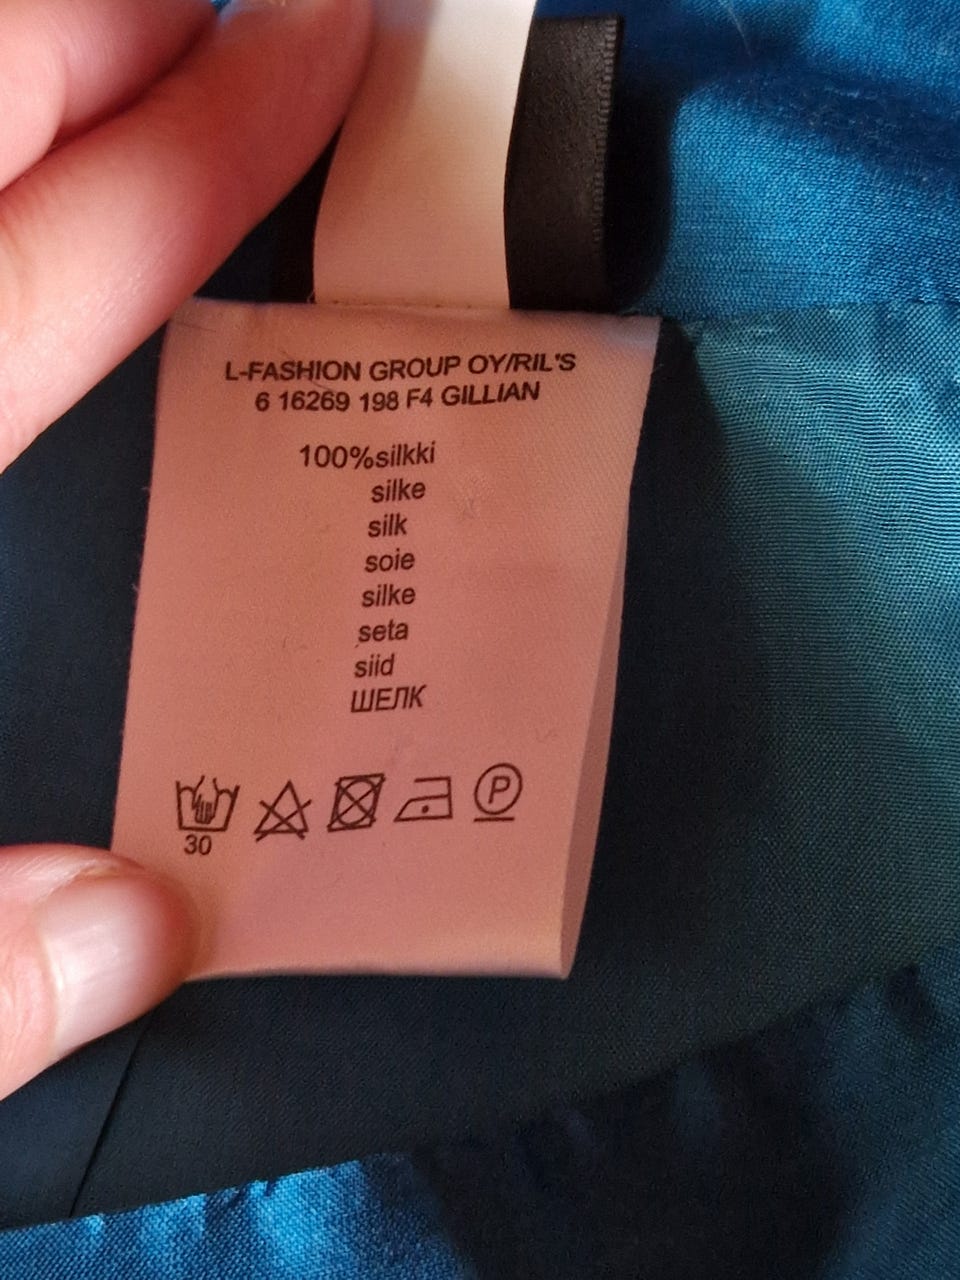 L-FASHION GROUP OY/RIL'S
6 16269 198 F4 GILLIAN
100%silkki
silke
silk
soie
silke
seta
siid
ШЕЛК
P
30